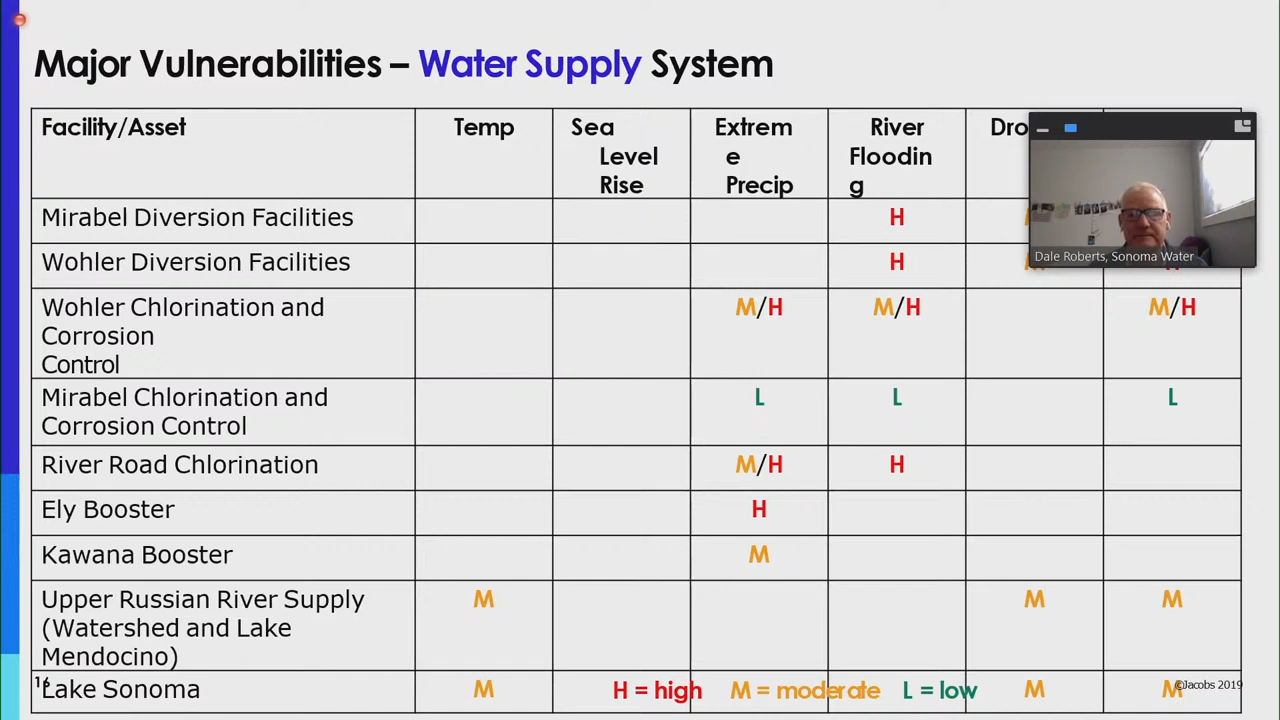 Major Vulnerabilities – Water Supply System
Facility/Asset Temp Sea Level Rise Extrem e Precip River Floodin g Dro
Mirabel Diversion Facilities H
Wohler Diversion Facilities H
Dale Roberts, Sonoma Water
Wohler Chlorination and M/H M/H M/H
Corrosion
Control
Mirabel Chlorination and L L L
Corrosion Control
River Road Chlorination M/H H
Ely Booster H
Kawana Booster M
Upper Russian River Supply M M M
(Watershed and Lake
Mendocino)
16
Lake Sonoma M H = high M = moderate L = low M M
©Jacobs 2019